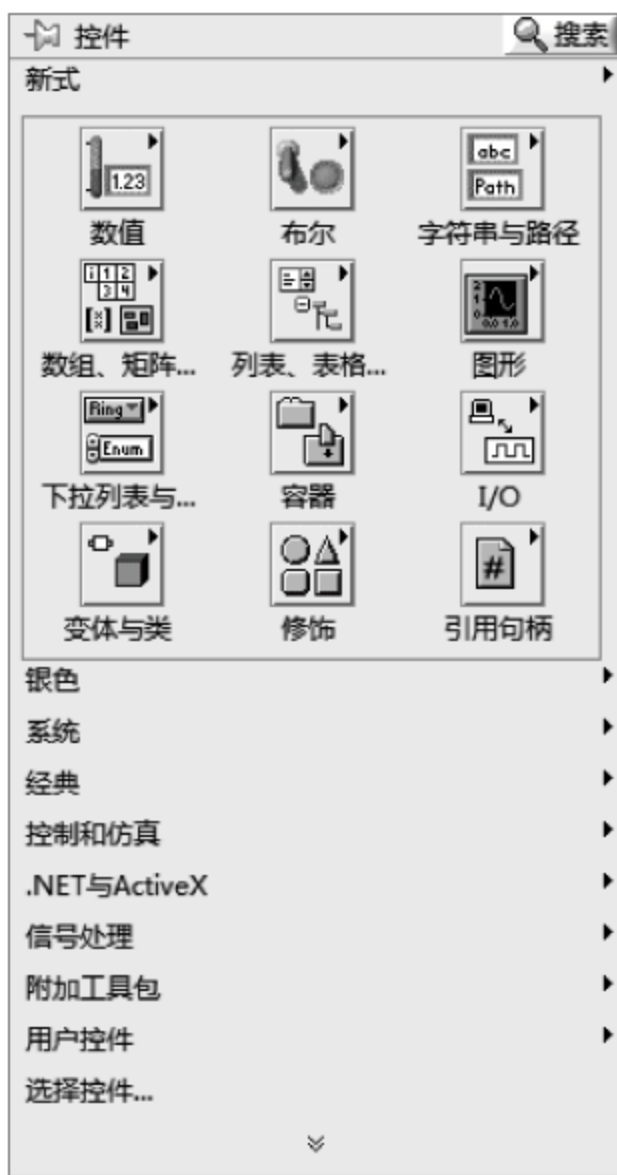 控件 搜索
新式
1.23 abc
Path
数值 布尔 字符串与路径
数组、矩阵... 列表、表格... 图形
Ring
Enum
下拉列表与... 容器 I/O
#
变体与类 修饰 引用句柄
银色
系统
经典
控制和仿真
.NET与ActiveX
信号处理
附加工具包
用户控件
选择控件...